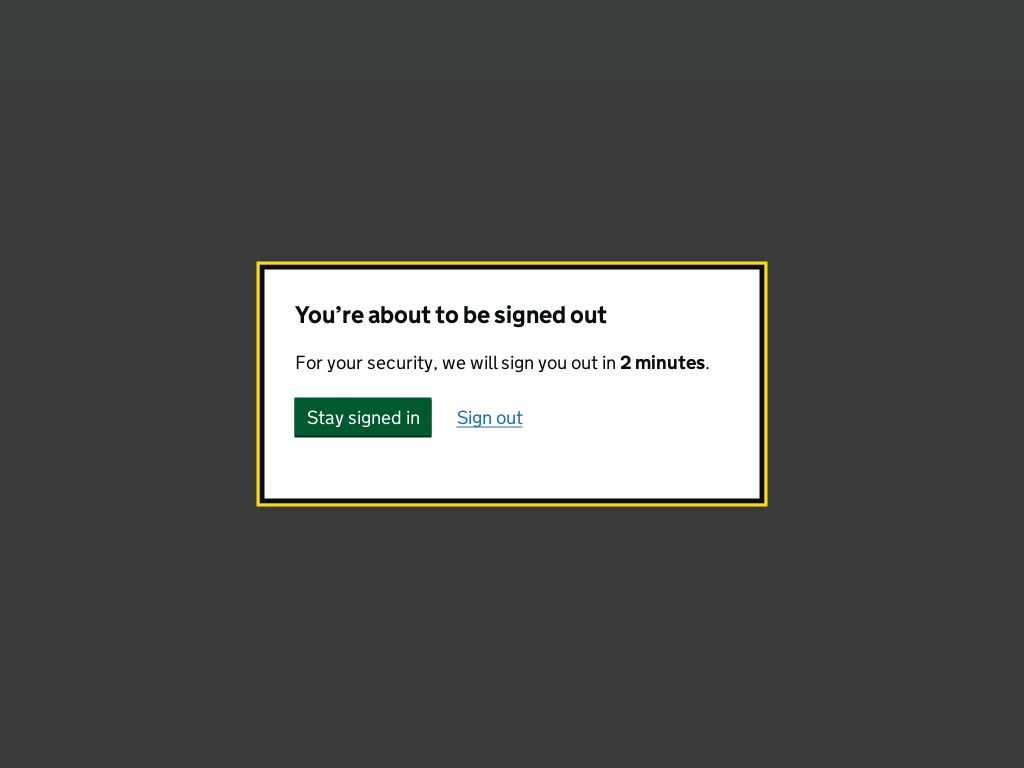 You’re about to be signed out
For your security, we will sign you out in 2 minutes.
Stay signed in Sign out